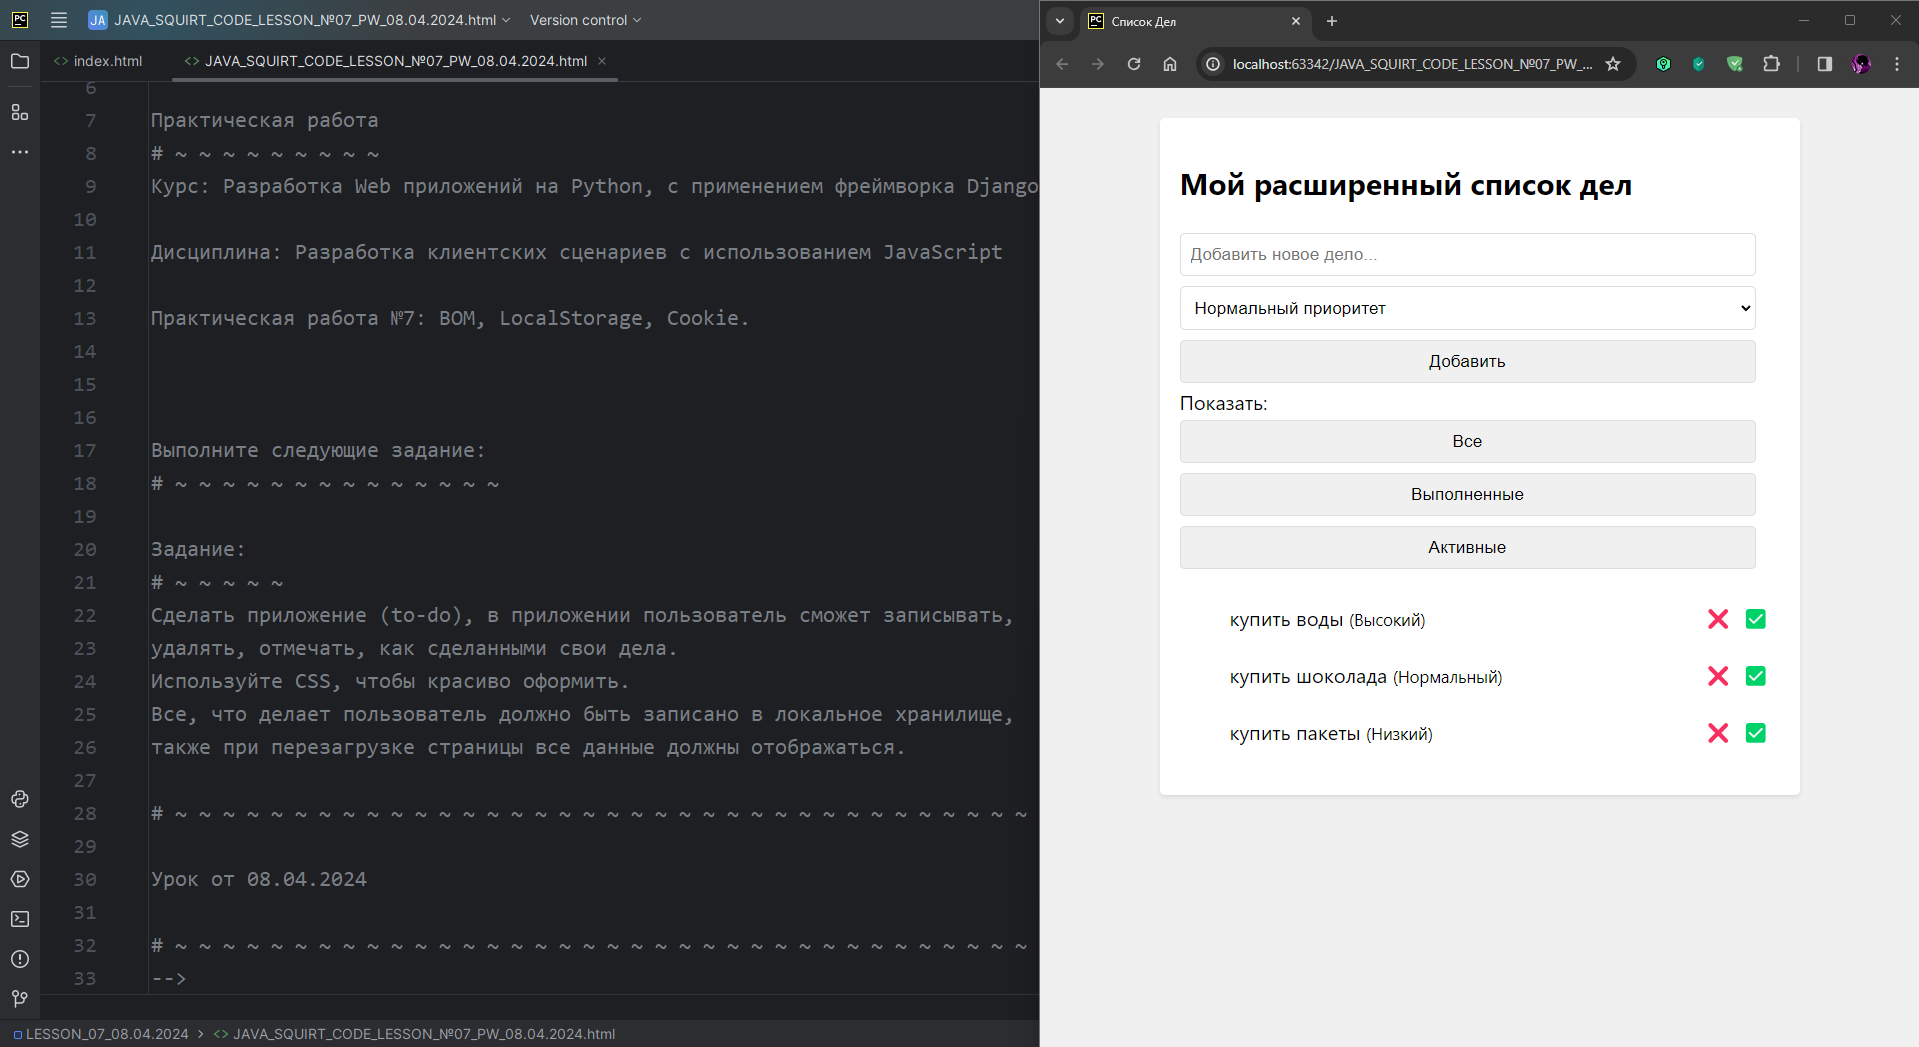 PC
JA JAVA_SQUIRT_CODE_LESSON_№07_PW_08.04.2024.html
Version control
index.html
JAVA_SQUIRT_CODE_LESSON_№07_PW_08.04.2024.html
6
7 Практическая работа
8 # ~ ~ ~ ~ ~ ~ ~ ~ ~
9 Курс: Разработка Web приложений на Python, с применением фреймворка Django
10
11 Дисциплина: Разработка клиентских сценариев с использованием JavaScript
12
13 Практическая работа №7: BOM, LocalStorage, Cookie.
14
15
16
17 Выполните следующие задание:
18 # ~ ~ ~ ~ ~ ~ ~ ~ ~ ~ ~ ~ ~ ~
19
20 Задание:
21 # ~ ~ ~ ~ ~
22 Сделать приложение (to-do), в приложении пользователь сможет записывать,
23 удалять, отмечать, как сделанными свои дела.
24 Используйте CSS, чтобы красиво оформить.
25 Все, что делает пользователь должно быть записано в локальное хранилище,
26 также при перезагрузке страницы все данные должны отображаться.
27
28 # ~ ~ ~ ~ ~ ~ ~ ~ ~ ~ ~ ~ ~ ~ ~ ~ ~ ~ ~ ~ ~ ~ ~ ~ ~ ~ ~ ~ ~ ~ ~ ~ ~ ~ ~ ~
29
30 Урок от 08.04.2024
31
32 # ~ ~ ~ ~ ~ ~ ~ ~ ~ ~ ~ ~ ~ ~ ~ ~ ~ ~ ~ ~ ~ ~ ~ ~ ~ ~ ~ ~ ~ ~ ~ ~ ~ ~ ~ ~
33 -->
LESSON_07_08.04.2024 > JAVA_SQUIRT_CODE_LESSON_№07_PW_08.04.2024.html
PC Список Дел
localhost:63342/JAVA_SQUIRT_CODE_LESSON_№07_PW_...
Мой расширенный список дел
Добавить новое дело...
Нормальный приоритет
Добавить
Показать:
Все
Выполненные
Активные
купить воды (Высокий)
купить шоколада (Нормальный)
купить пакеты (Низкий)